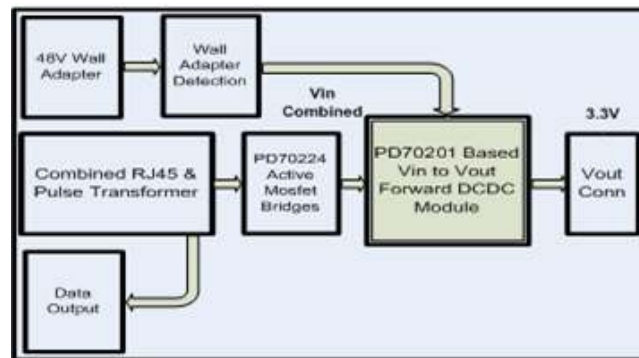 48V Wall
Adapter
Wall
Adapter
Detection
Vin
Combined
3.3V
Combined RJ45 &
Pulse Transformer
PD70224
Active
Mosfet
Bridges
PD70201 Based
Vin to Vout
Forward DCDC
Module
Vout
Conn
Data
Output